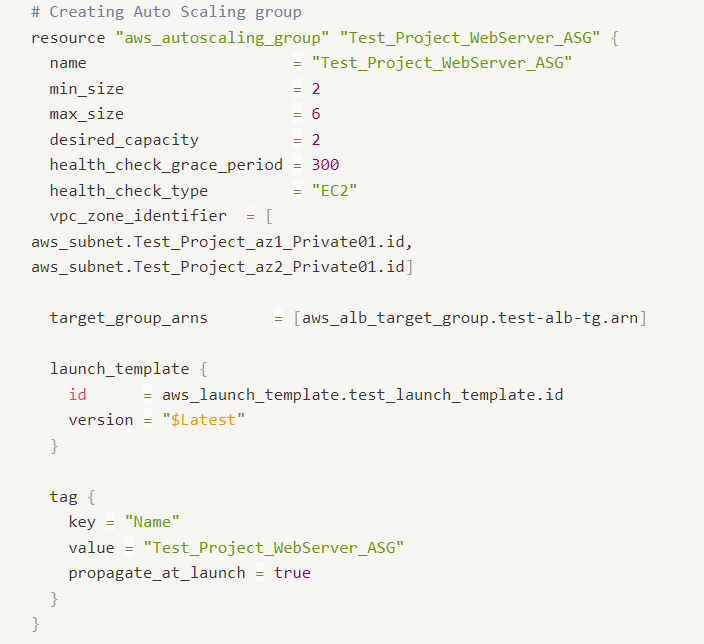 # Creating Auto Scaling group
resource "aws_autoscaling_group" "Test_Project_WebServer_ASG" {
  name                      = "Test_Project_WebServer_ASG"
  min_size                  = 2
  max_size                  = 6
  desired_capacity          = 2
  health_check_grace_period = 300
  health_check_type         = "EC2"
  vpc_zone_identifier  = [
aws_subnet.Test_Project_az1_Private01.id,
aws_subnet.Test_Project_az2_Private01.id]

  target_group_arns       = [aws_alb_target_group.test-alb-tg.arn]

  launch_template {
    id      = aws_launch_template.test_launch_template.id
    version = "$Latest"
  }

  tag {
    key = "Name"
    value = "Test_Project_WebServer_ASG"
    propagate_at_launch = true
  }
}